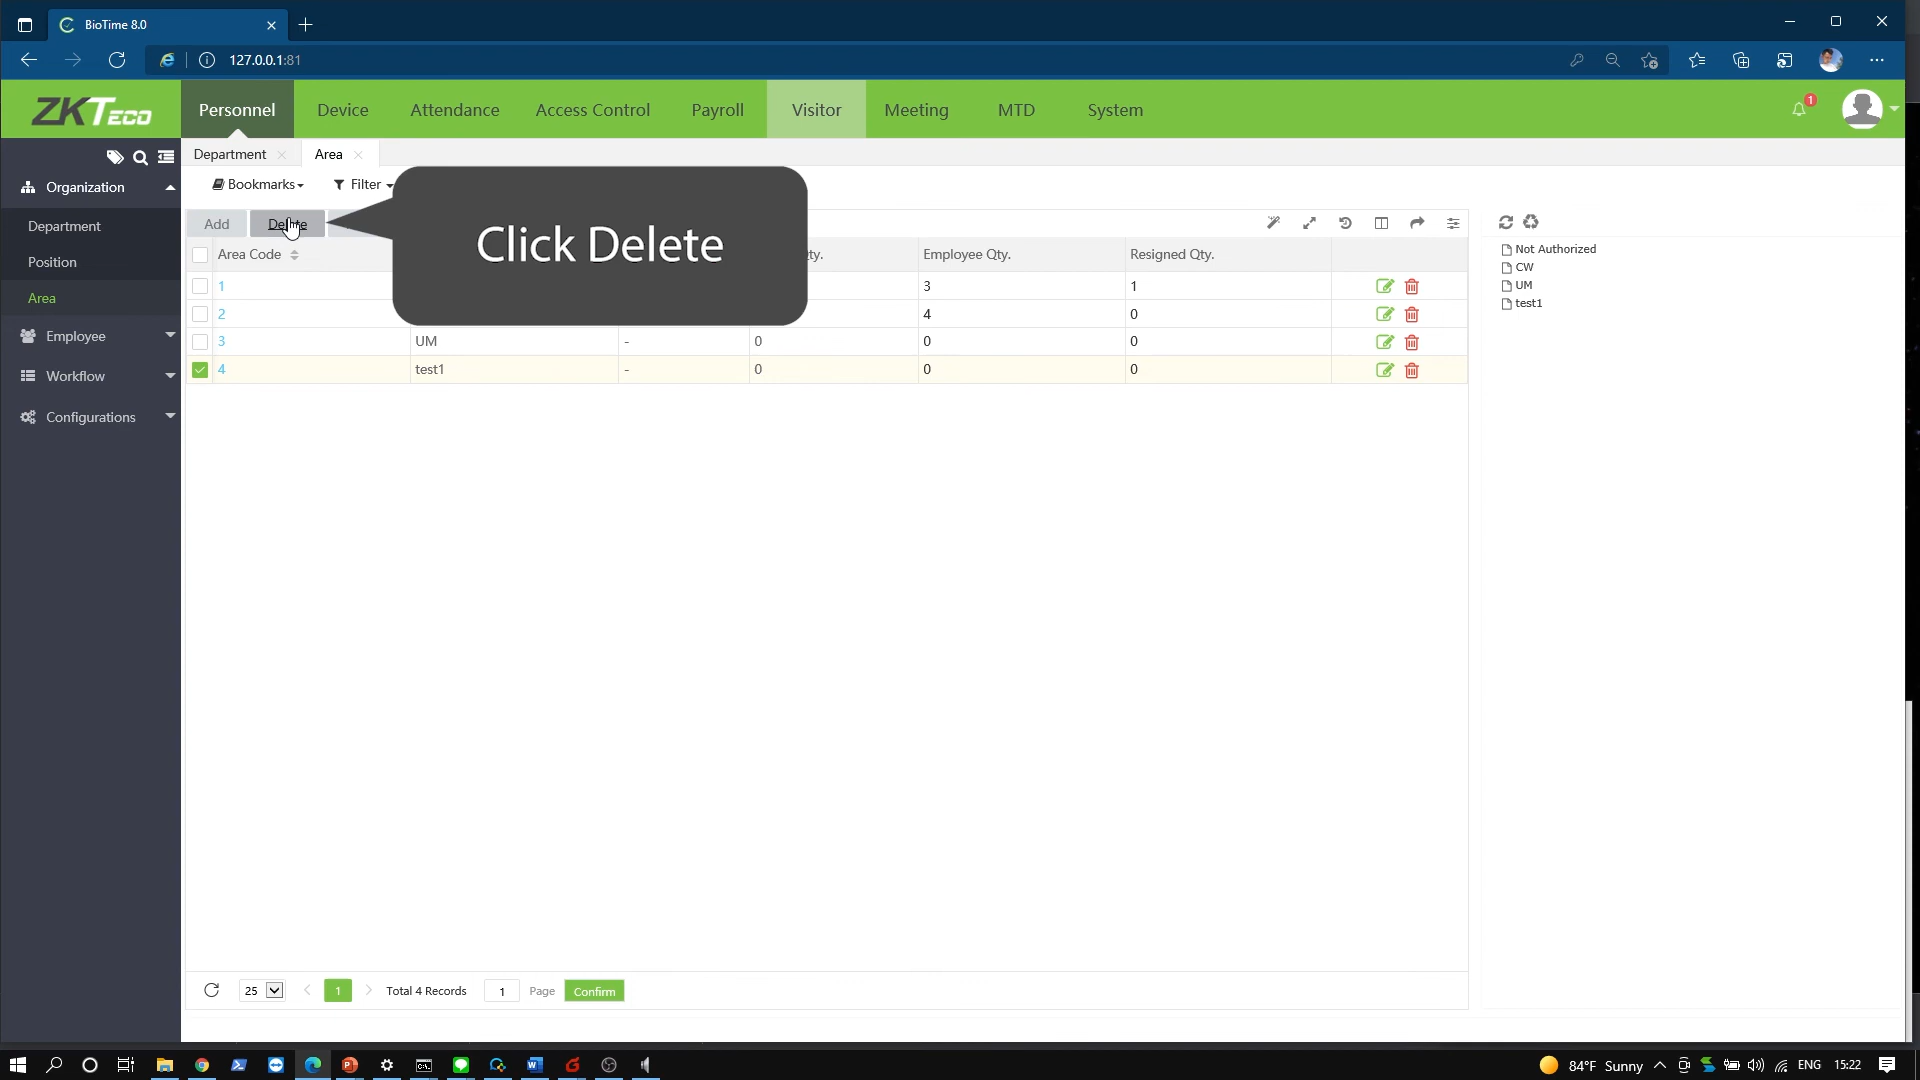 BioTime 8.0
127.0.0.1:81
ZKTeco
Personnel
Device
Attendance
Access Control
Payroll
Visitor
Meeting
MTD
System
1
Department
Area
Organization
Department
Position
Area
Employee
Workflow
Configurations
Bookmarks
Filter
Add
Delete
Click Delete
Area Code
ty.
Employee Qty.
Resigned Qty.
1 3 1
2 4 0
3 UM - 0 0 0
4 test1 - 0 0 0
Not Authorized
CW
UM
test1
25
1
Total 4 Records
1
Page
Confirm
84°F Sunny
ENG
15:22